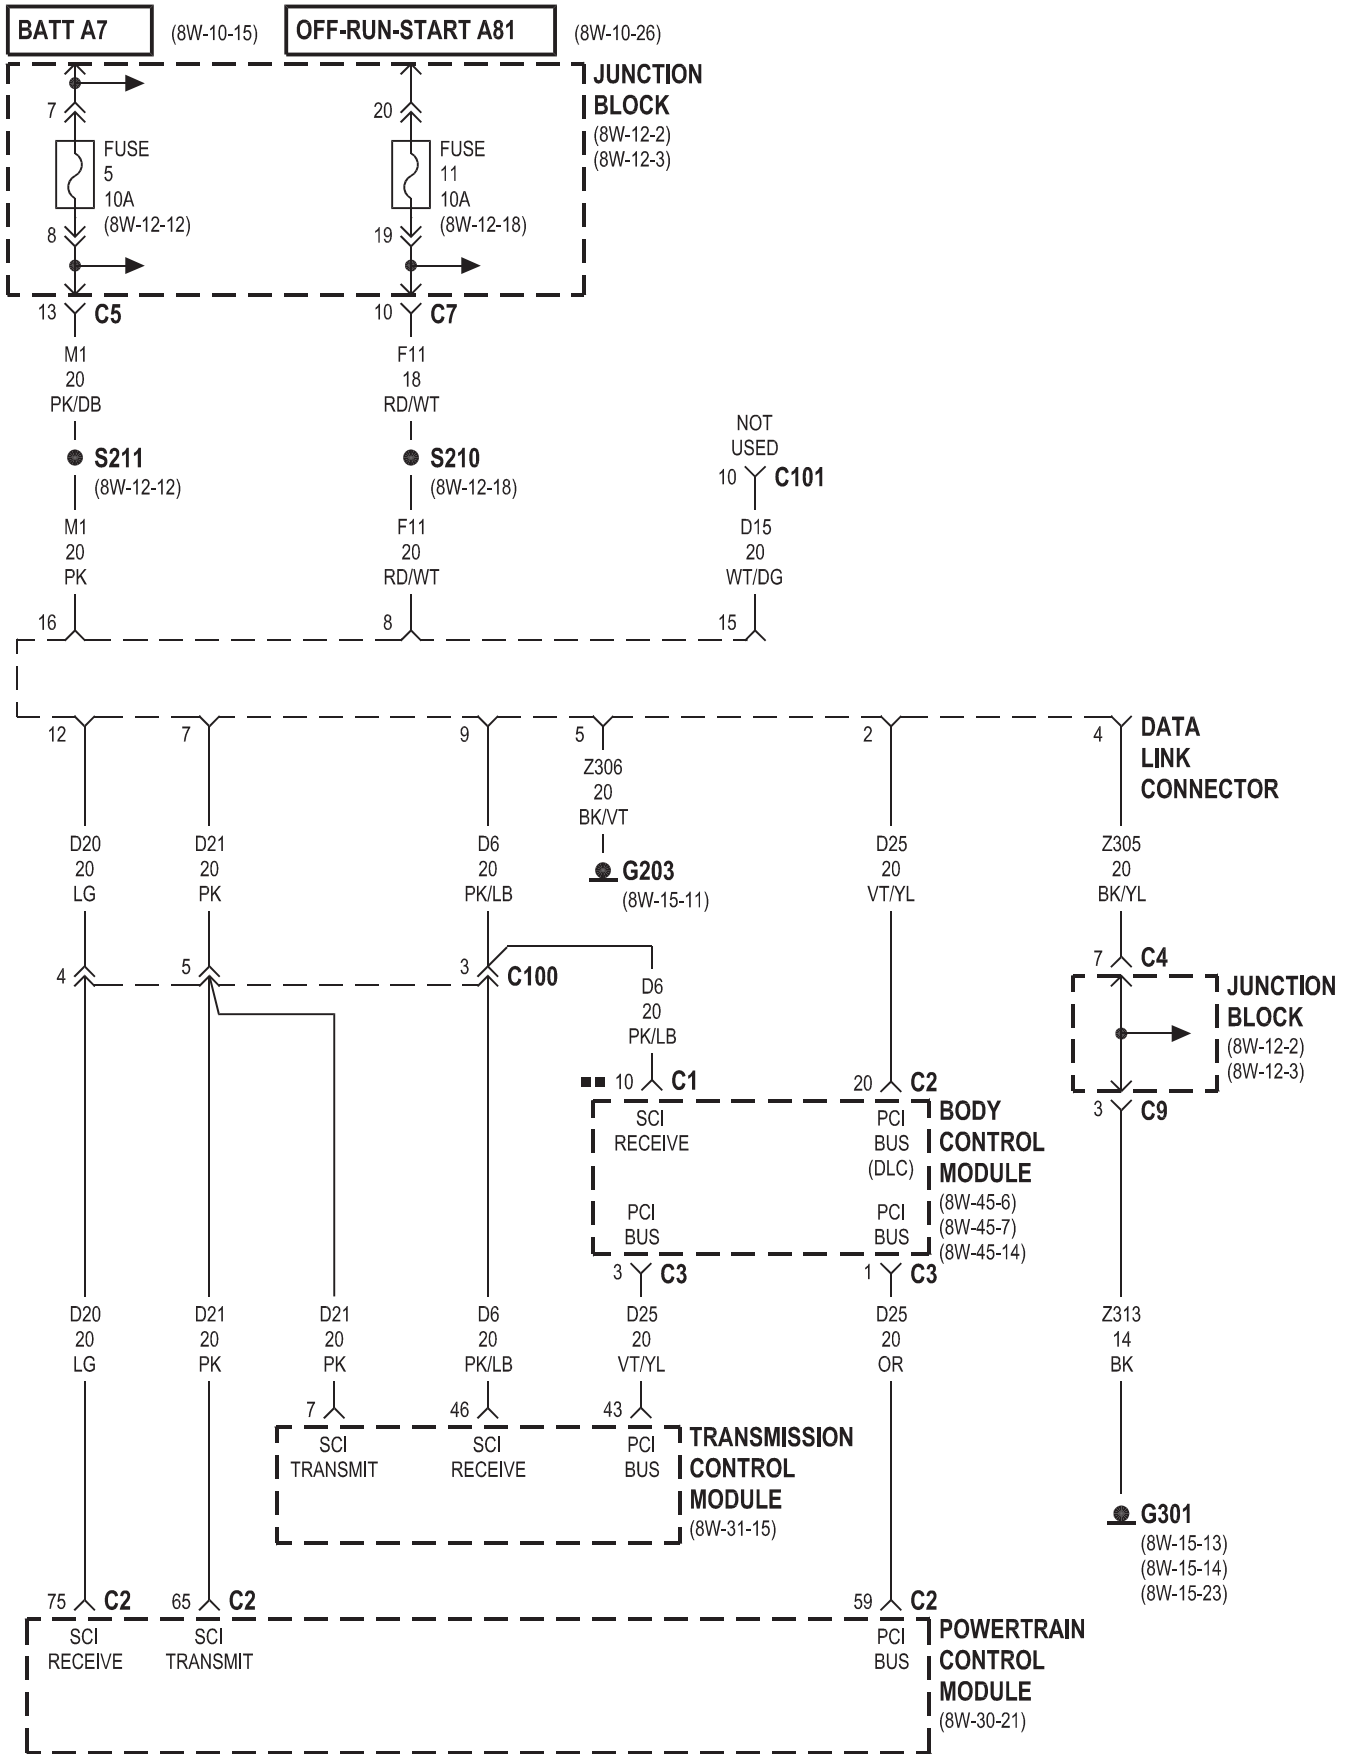 BATT A7
(8W-10-15)
OFF-RUN-START A81
(8W-10-26)
JUNCTION
BLOCK
(8W-12-2)
(8W-12-3)
7
FUSE
5
10A
(8W-12-12)
8
20
FUSE
11
10A
(8W-12-18)
19
13
C5
10
C7
M1
20
PK/DB
F11
18
RD/WT
S211
(8W-12-12)
S210
(8W-12-18)
NOT
USED
10
C101
M1
20
PK
F11
20
RD/WT
D15
20
WT/DG
16
8
15
12
7
9
5
2
4
DATA
LINK
CONNECTOR
Z306
20
BK/VT
G203
(8W-15-11)
D20
20
LG
D21
20
PK
D6
20
PK/LB
D25
20
VT/YL
Z305
20
BK/YL
4
5
3
C100
D6
20
PK/LB
7
C4
JUNCTION
BLOCK
(8W-12-2)
(8W-12-3)
3
C9
10
C1
20
C2
SCI
RECEIVE
PCI
BUS
(DLC)
PCI
BUS
PCI
BUS
BODY
CONTROL
MODULE
(8W-45-6)
(8W-45-7)
(8W-45-14)
3
C3
1
C3
D20
20
LG
D21
20
PK
D21
20
PK
D6
20
PK/LB
D25
20
VT/YL
D25
20
OR
Z313
14
BK
7
46
43
SCI
TRANSMIT
SCI
RECEIVE
PCI
BUS
TRANSMISSION
CONTROL
MODULE
(8W-31-15)
G301
(8W-15-13)
(8W-15-14)
(8W-15-23)
75
C2
65
C2
59
C2
SCI
RECEIVE
SCI
TRANSMIT
PCI
BUS
POWERTRAIN
CONTROL
MODULE
(8W-30-21)